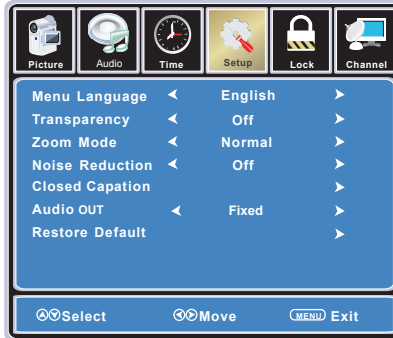 Picture Audio Time Setup Lock Channel
Menu Language English
Transparency Off
Zoom Mode Normal
Noise Reduction Off
Closed Capation
Audio OUT Fixed
Restore Default
Select Move MENU Exit